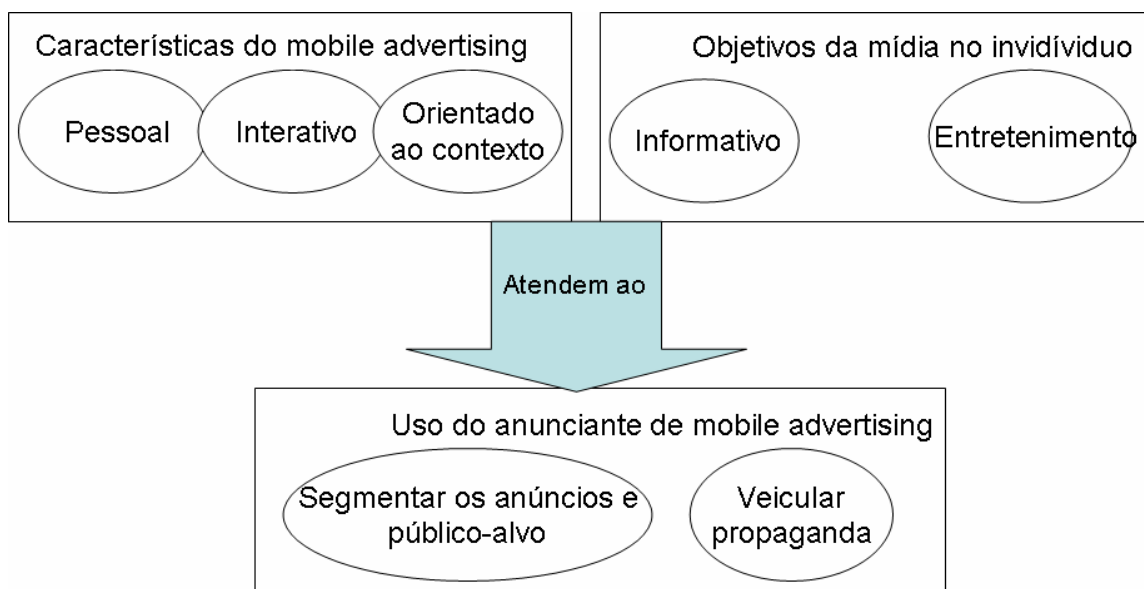 Características do mobile advertising
Pessoal
Interativo
Orientado
ao contexto
Objetivos da mídia no invidíviduo
Informativo
Entretenimento
Atendem ao
Uso do anunciante de mobile advertising
Segmentar os anúncios e
público-alvo
Veicular
propaganda